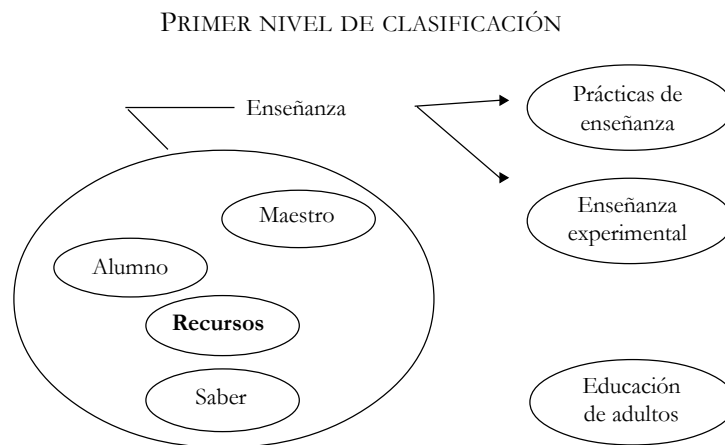 PRIMER NIVEL DE CLASIFICACIÓN
Enseñanza
Prácticas de
enseñanza
Maestro
Enseñanza
experimental
Alumno
Recursos
Saber
Educación
de adultos